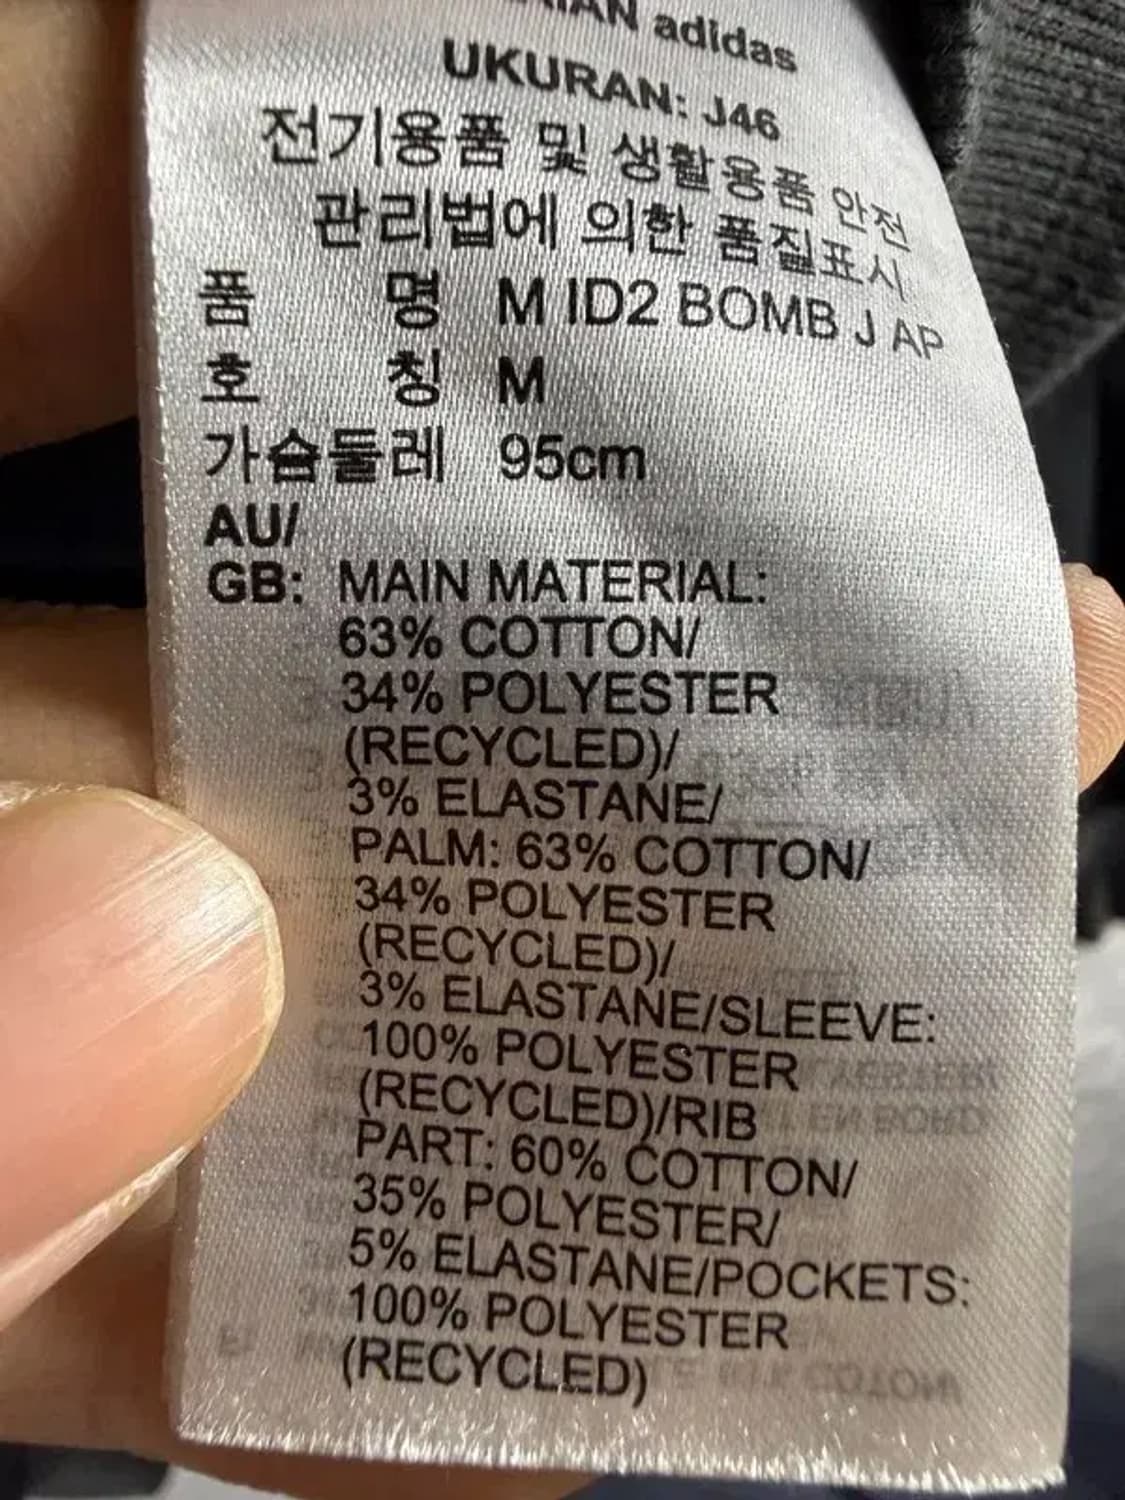 adidas
UKURAN: J46
전기용품 및 생활용품 안전
관리법에 의한 품질표시
품 명 M ID2 BOMB J AP
호 칭 M
가슴둘레 95cm
AU/
GB: MAIN MATERIAL:
63% COTTON/
34% POLYESTER
(RECYCLED)/
3% ELASTANE/
PALM: 63% COTTON/
34% POLYESTER
(RECYCLED)/
3% ELASTANE/SLEEVE:
100% POLYESTER
(RECYCLED)/RIB
PART: 60% COTTON/
35% POLYESTER/
5% ELASTANE/POCKETS:
100% POLYESTER
(RECYCLED)